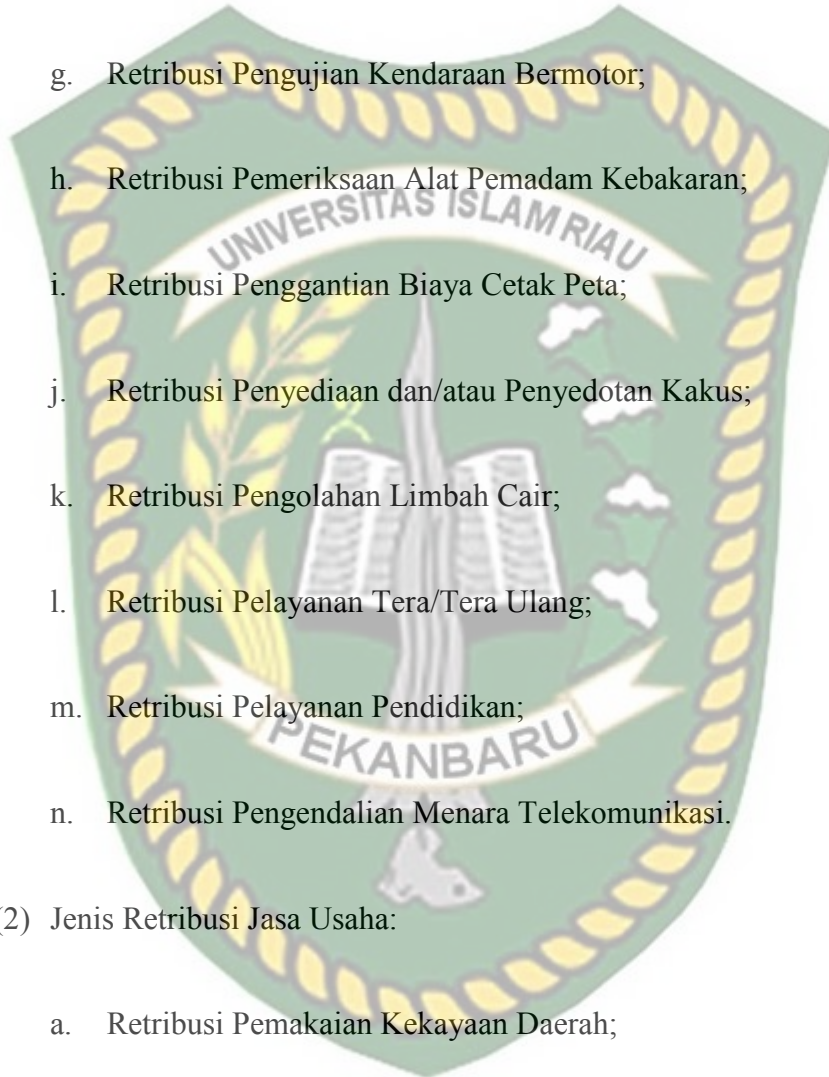 g. Retribusi Pengujian Kendaraan Bermotor;
h. Retribusi Pemeriksaan Alat Pemadam Kebakaran;
UNIVERSITAS ISLAM RIAU
i. Retribusi Penggantian Biaya Cetak Peta;
j. Retribusi Penyediaan dan/atau Penyedotan Kakus;
k. Retribusi Pengolahan Limbah Cair;
l. Retribusi Pelayanan Tera/Tera Ulang;
m. Retribusi Pelayanan Pendidikan;
PEKANBARU
n. Retribusi Pengendalian Menara Telekomunikasi.
(2) Jenis Retribusi Jasa Usaha:
a. Retribusi Pemakaian Kekayaan Daerah;